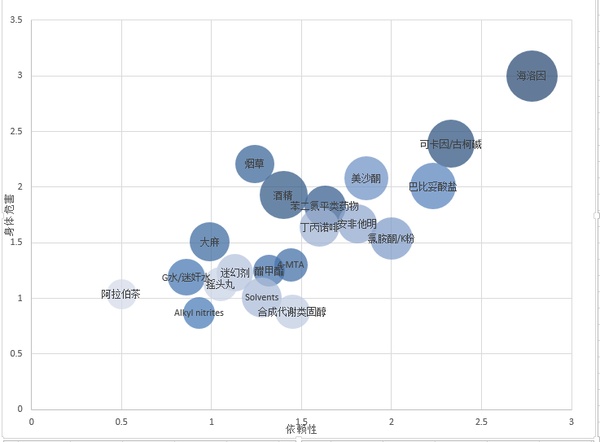 3.5
3
2.5
2
1.5
1
0.5
0
身体危害
海洛因
可卡因/古柯碱
烟草
美沙酮
巴比妥酸盐
酒精
苯二氮平类药物
丁丙诺啡
安非他明
氯胺酮/K粉
大麻
4-MTA
迷幻剂
哌甲酯
G水/迷奸水
摇头丸
阿拉伯茶
Solvents
Alkyl nitrites
合成代谢类固醇
0
0.5
1
1.5
2
2.5
3
依赖性